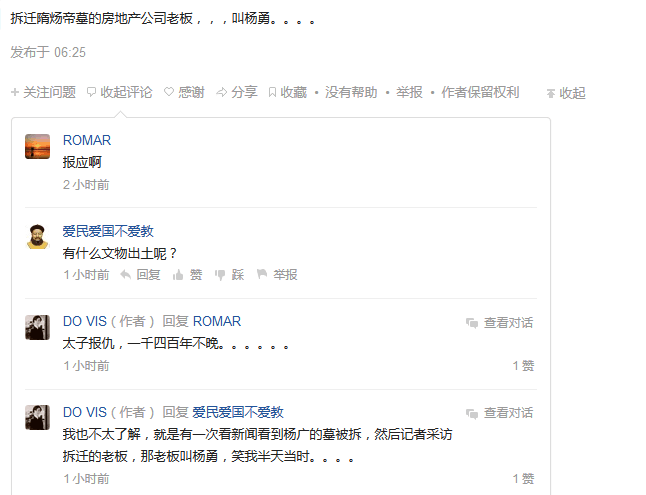 拆迁隋炀帝墓的房地产公司老板，，，叫杨勇。。。。
发布于 06:25
关注问题 收起评论 感谢 分享 收藏 • 没有帮助 • 举报 • 作者保留权利 收起
ROMAR
报应啊
2 小时前
爱民爱国不爱教
有什么文物出土呢？
1 小时前 回复 赞 踩 举报
DO VIS（作者） 回复 ROMAR 查看对话
太子报仇，一千四百年不晚。。。。。。
1 小时前 1 赞
DO VIS（作者） 回复 爱民爱国不爱教 查看对话
我也不太了解，就是有一次看新闻看到杨广的墓被拆，然后记者采访
拆迁的老板，那老板叫杨勇，笑我半天当时。。。。
1 小时前 1 赞